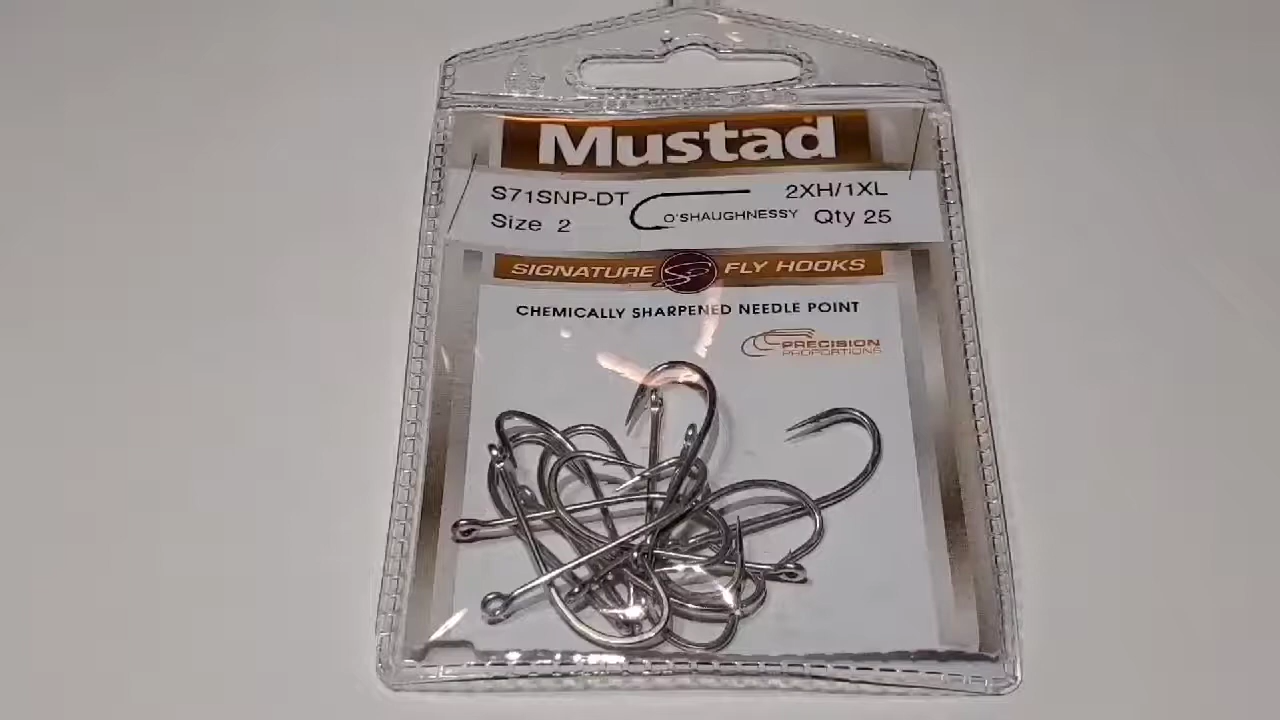 Mustad
S71SNP-DT 2XH/1XL
Size 2 O'SHAUGHNESSY Qty 25
SIGNATURE FLY HOOKS
CHEMICALLY SHARPENED NEEDLE POINT
PRECISION
PROPORTIONS